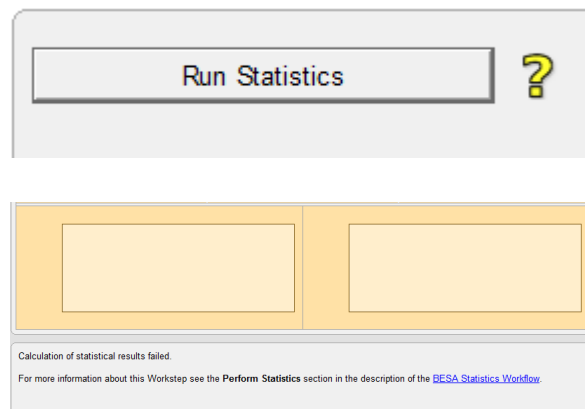 Run Statistics ?
Calculation of statistical results failed.
For more information about this Workstep see the Perform Statistics section in the description of the BESA Statistics Workflow.